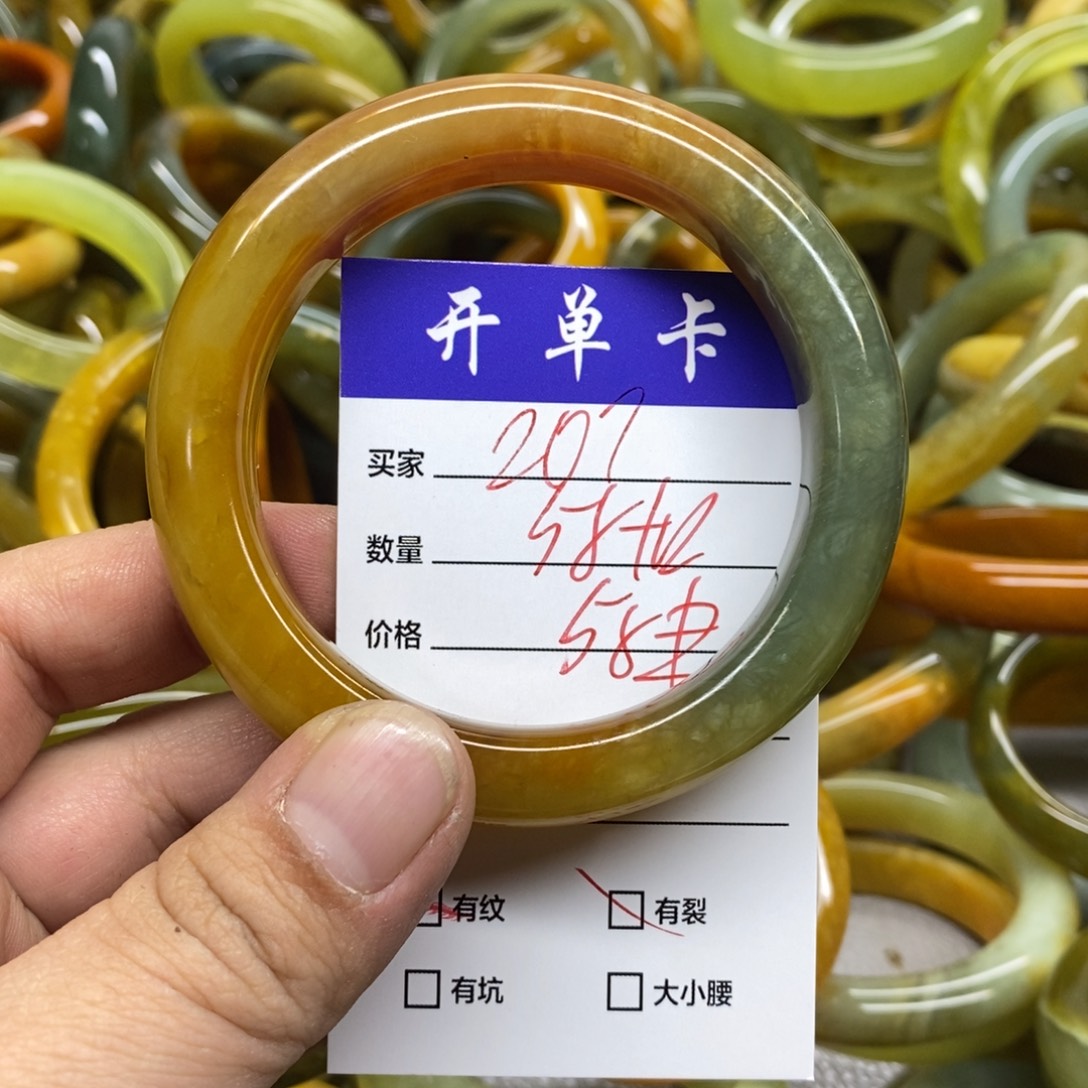 开单卡
买家 207
数量 58
价格 58
有纹 有裂
有坑 大小腰